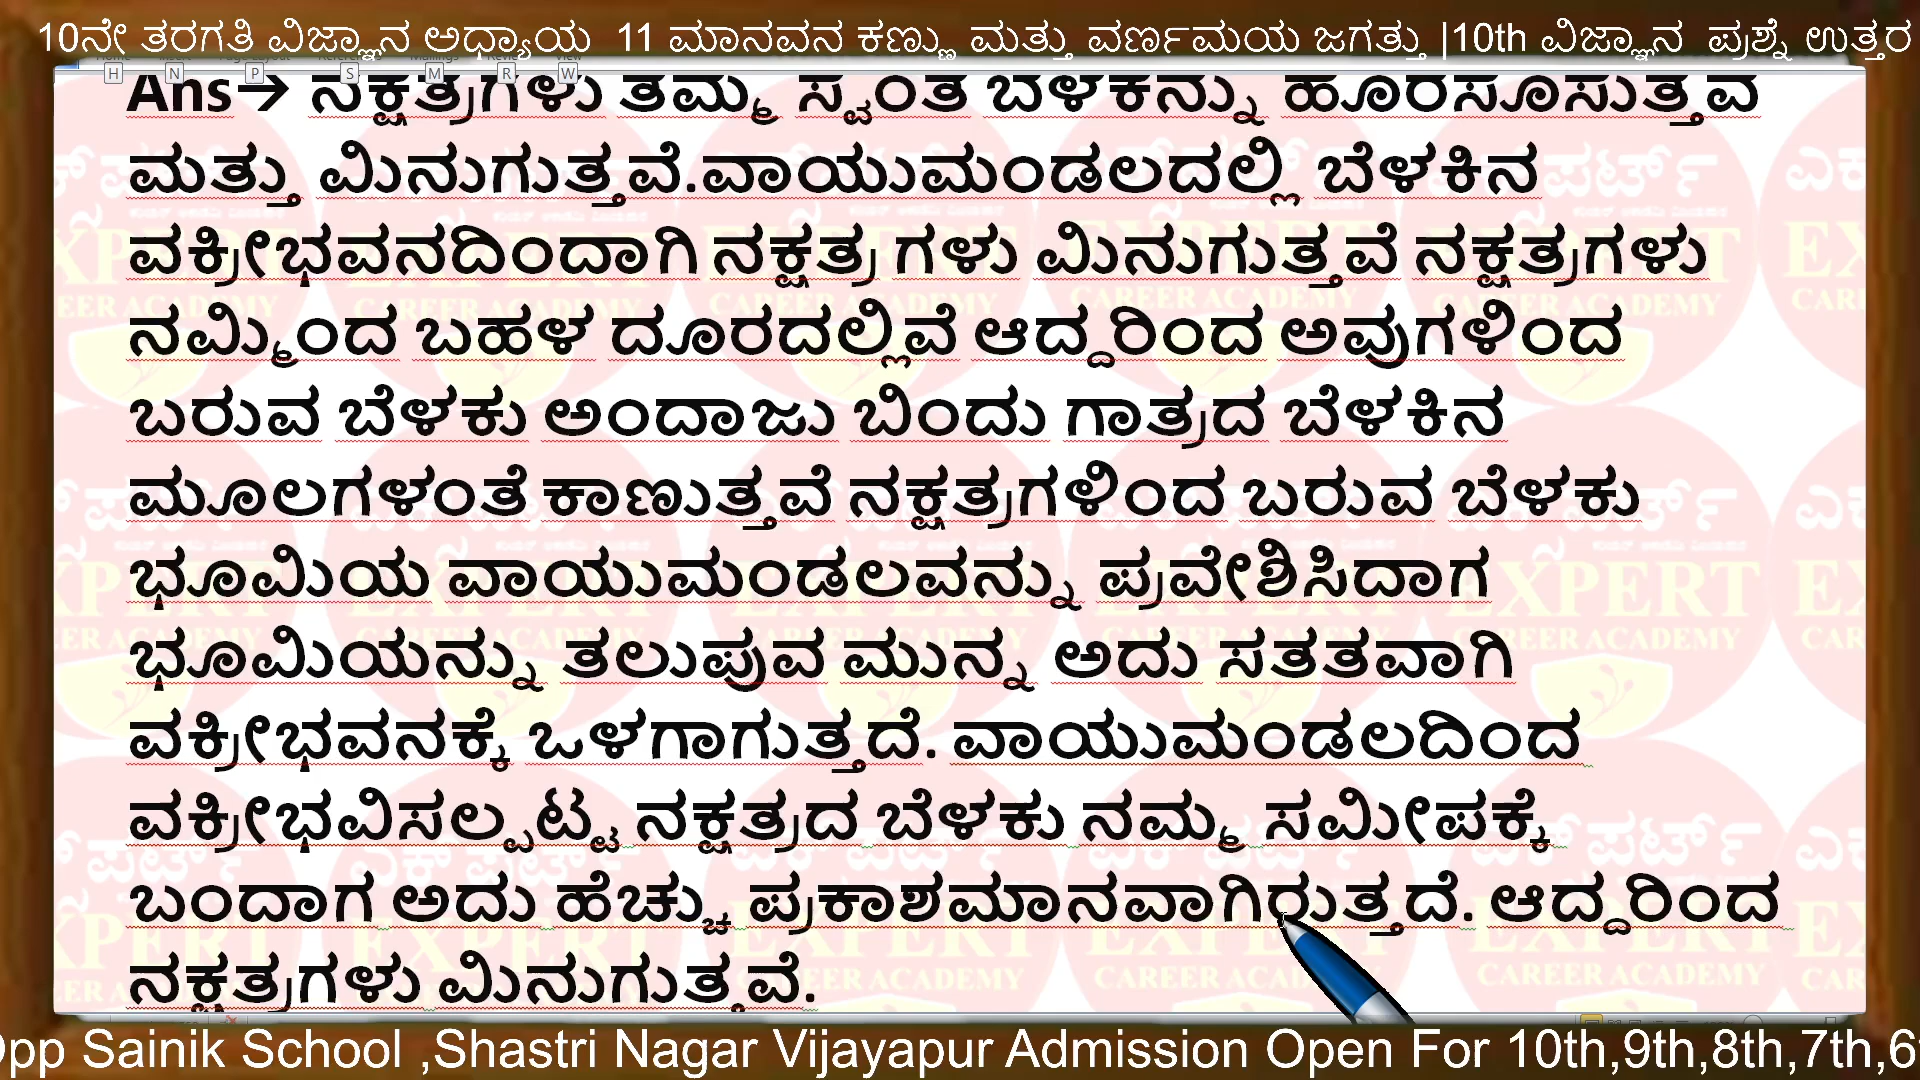 10ನೇ ತರಗತಿ ವಿಜ್ಞಾನ ಅಧ್ಯಾಯ 11 ಮಾನವನ ಕಣ್ಣು ಮತ್ತು ವರ್ಣಮಯ ಜಗತ್ತು |10th ವಿಜ್ಞಾನ ಪ್ರಶ್ನೆ ಉತ್ತರ
H N P S M R W
Ans→ ನಕ್ಷತ್ರಗಳು ತಮ್ಮ ಸ್ವಂತ ಬೆಳಕನ್ನು ಹೊರಸೂಸುತ್ತವೆ
ಮತ್ತು ಮಿನುಗುತ್ತವೆ.ವಾಯುಮಂಡಲದಲ್ಲಿ ಬೆಳಕಿನ
ವಕ್ರೀಭವನದಿಂದಾಗಿ ನಕ್ಷತ್ರ ಗಳು ಮಿನುಗುತ್ತವೆ ನಕ್ಷತ್ರಗಳು
ನಮ್ಮಿಂದ ಬಹಳ ದೂರದಲ್ಲಿವೆ ಆದ್ದರಿಂದ ಅವುಗಳಿಂದ
ಬರುವ ಬೆಳಕು ಅಂದಾಜು ಬಿಂದು ಗಾತ್ರದ ಬೆಳಕಿನ
ಮೂಲಗಳಂತೆ ಕಾಣುತ್ತವೆ ನಕ್ಷತ್ರಗಳಿಂದ ಬರುವ ಬೆಳಕು
ಭೂಮಿಯ ವಾಯುಮಂಡಲವನ್ನು ಪ್ರವೇಶಿಸಿದಾಗ
ಭೂಮಿಯನ್ನು ತಲುಪುವ ಮುನ್ನ ಅದು ಸತತವಾಗಿ
ವಕ್ರೀಭವನಕ್ಕೆ ಒಳಗಾಗುತ್ತದೆ. ವಾಯುಮಂಡಲದಿಂದ
ವಕ್ರೀಭವಿಸಲ್ಪಟ್ಟ ನಕ್ಷತ್ರದ ಬೆಳಕು ನಮ್ಮ ಸಮೀಪಕ್ಕೆ
ಬಂದಾಗ ಅದು ಹೆಚ್ಚು ಪ್ರಕಾಶಮಾನವಾಗಿರುತ್ತದೆ. ಆದ್ದರಿಂದ
ನಕ್ಷತ್ರಗಳು ಮಿನುಗುತ್ತವೆ.
Opp Sainik School ,Shastri Nagar Vijayapur Admission Open For 10th,9th,8th,7th,6